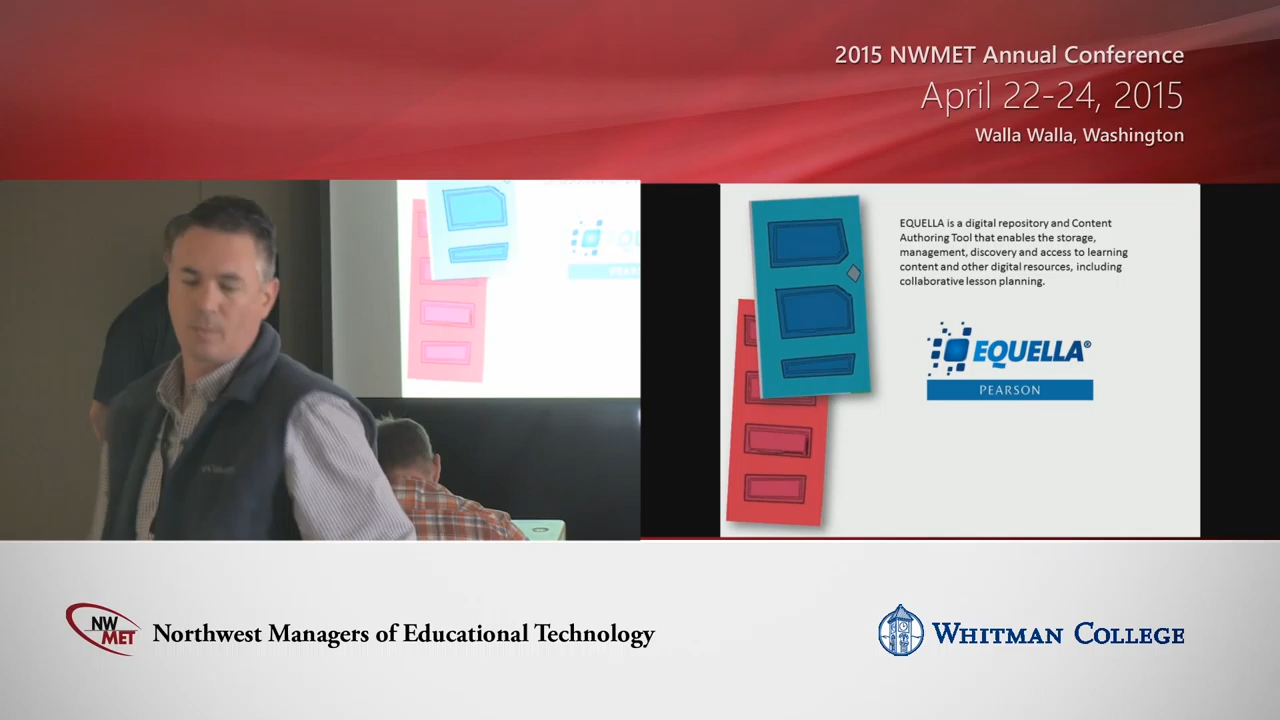 2015 NWMET Annual Conference
April 22-24, 2015
Walla Walla, Washington
EQUELLA is a digital repository and Content
Authoring Tool that enables the storage,
management, discovery and access to learning
content and other digital resources, including
collaborative lesson planning.
EQUELLA®
PEARSON
NW
MET
Northwest Managers of Educational Technology
WHITMAN COLLEGE